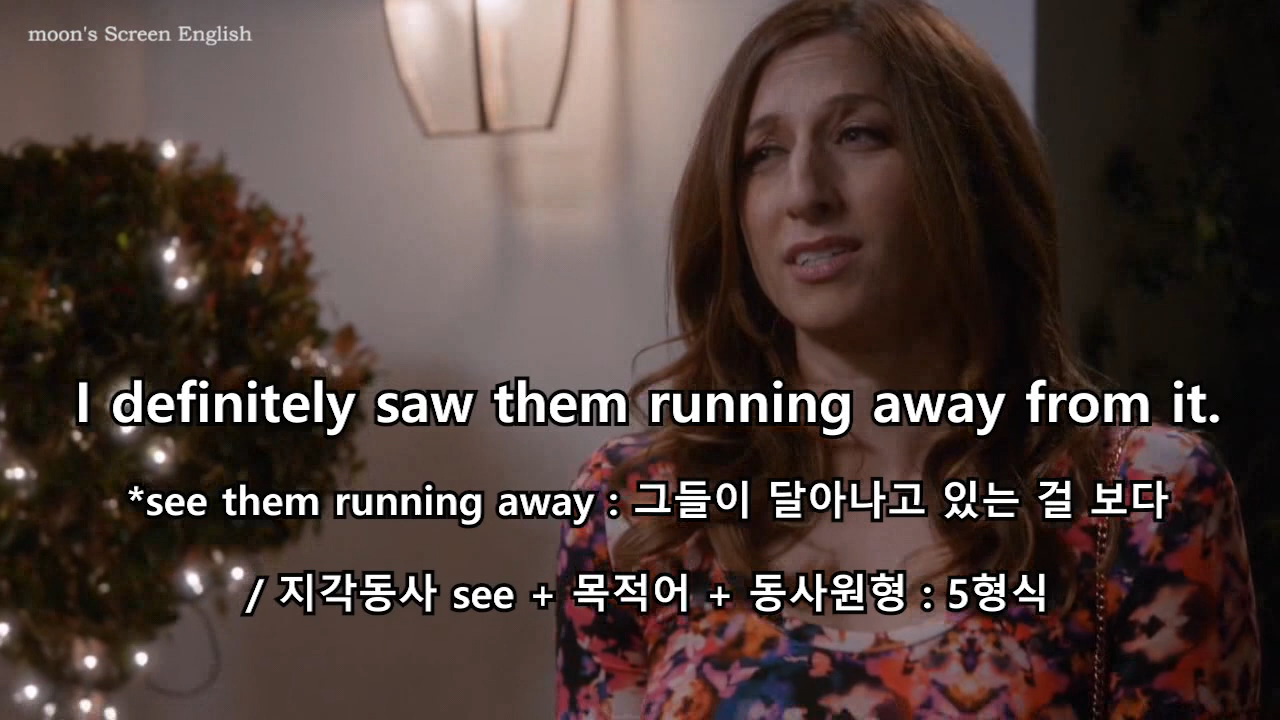 moon's Screen English
I definitely saw them running away from it.
*see them running away : 그들이 달아나고 있는 걸 보다
/ 지각동사 see + 목적어 + 동사원형 : 5형식